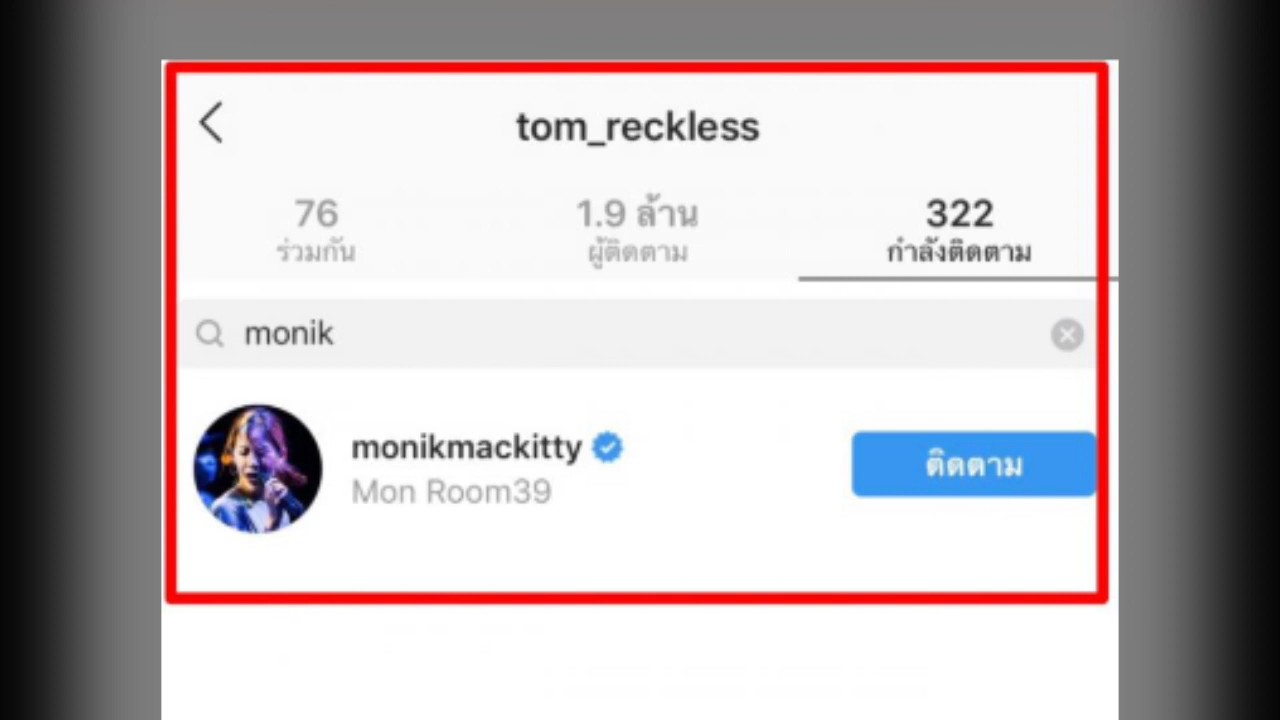 tom_reckless
76 1.9 ล้าน 322
ร่วมกัน ผู้ติดตาม กำลังติดตาม
monik
monikmackitty
Mon Room39
ติดตาม